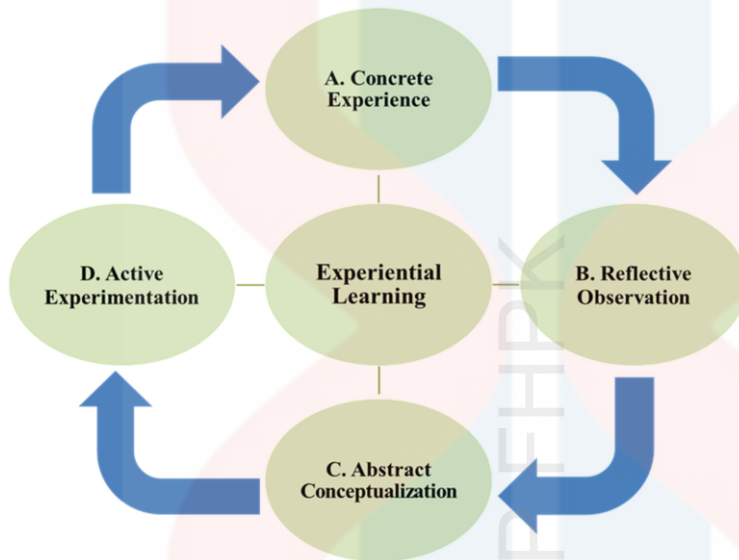 A. Concrete
Experience
D. Active
Experimentation
Experiential
Learning
B. Reflective
Observation
C. Abstract
Conceptualization